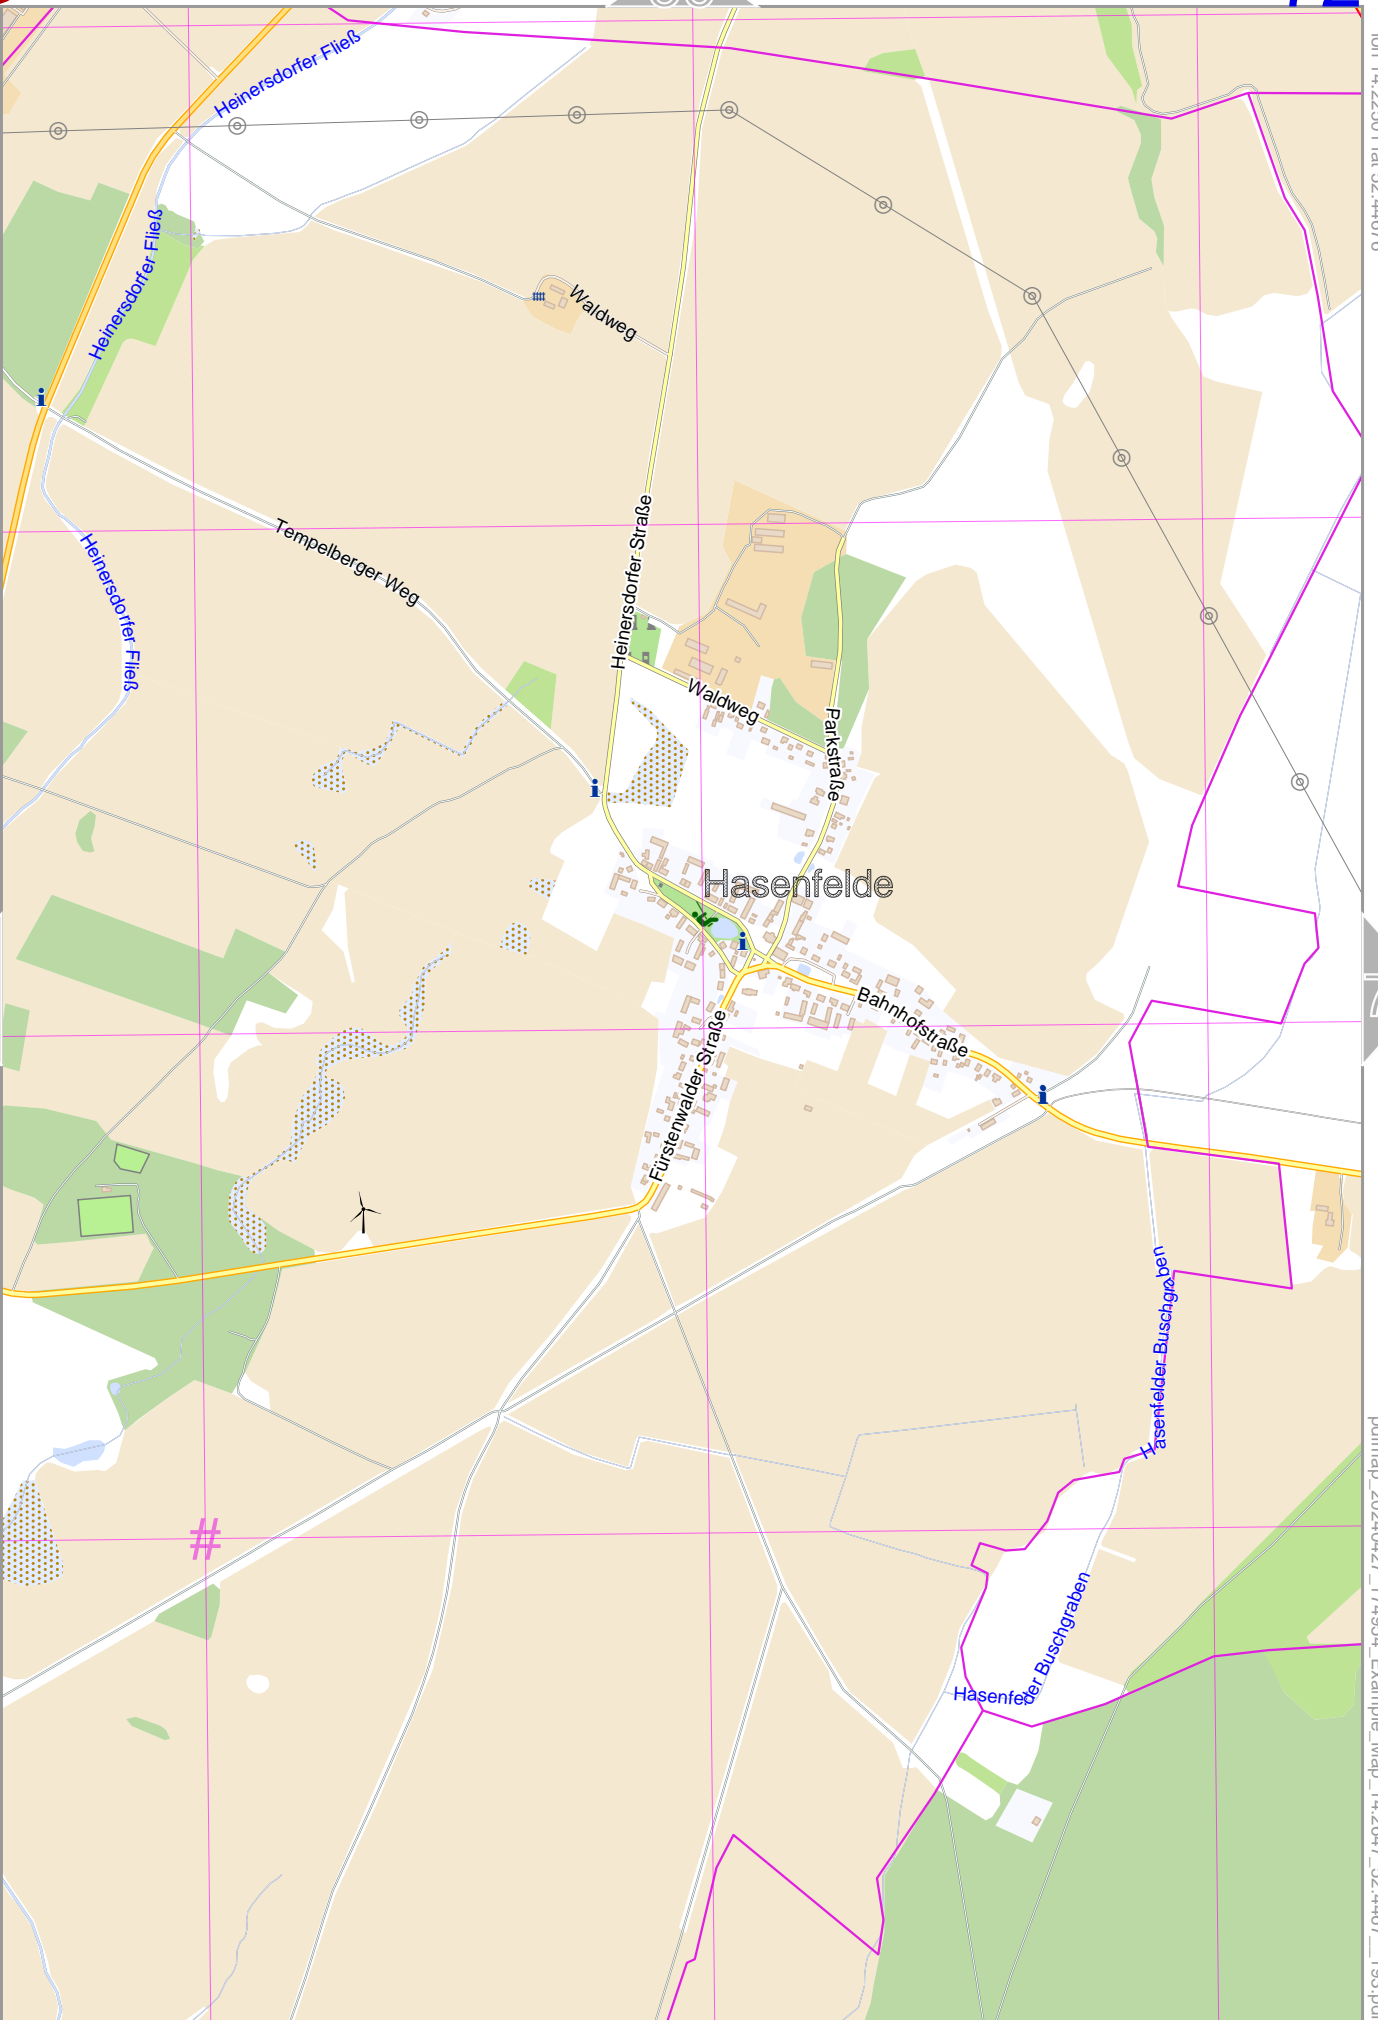 Heinersdorfer Fließ
Heinersdorfer Fließ
Waldweg
Tempelberger Weg
Heinersdorfer Straße
Heinersdorfer Fließ
Waldweg
Parkstraße
Hasenfelde
Bahnhofstraße
Fürstenwalder Straße
Hasenfelder Buschgraben
#
Hasenfelder Buschgraben